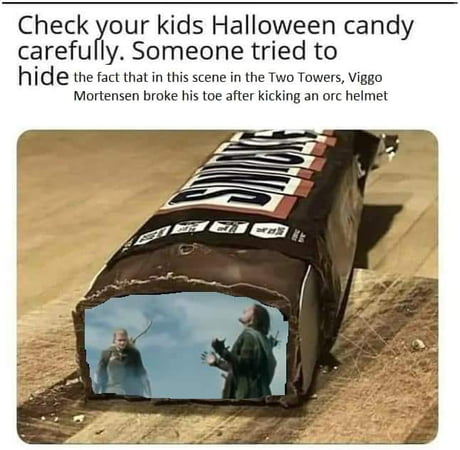 Check your kids Halloween candy
carefully. Someone tried to
hide the fact that in this scene in the Two Towers, Viggo
Mortensen broke his toe after kicking an orc helmet
SNICKERS